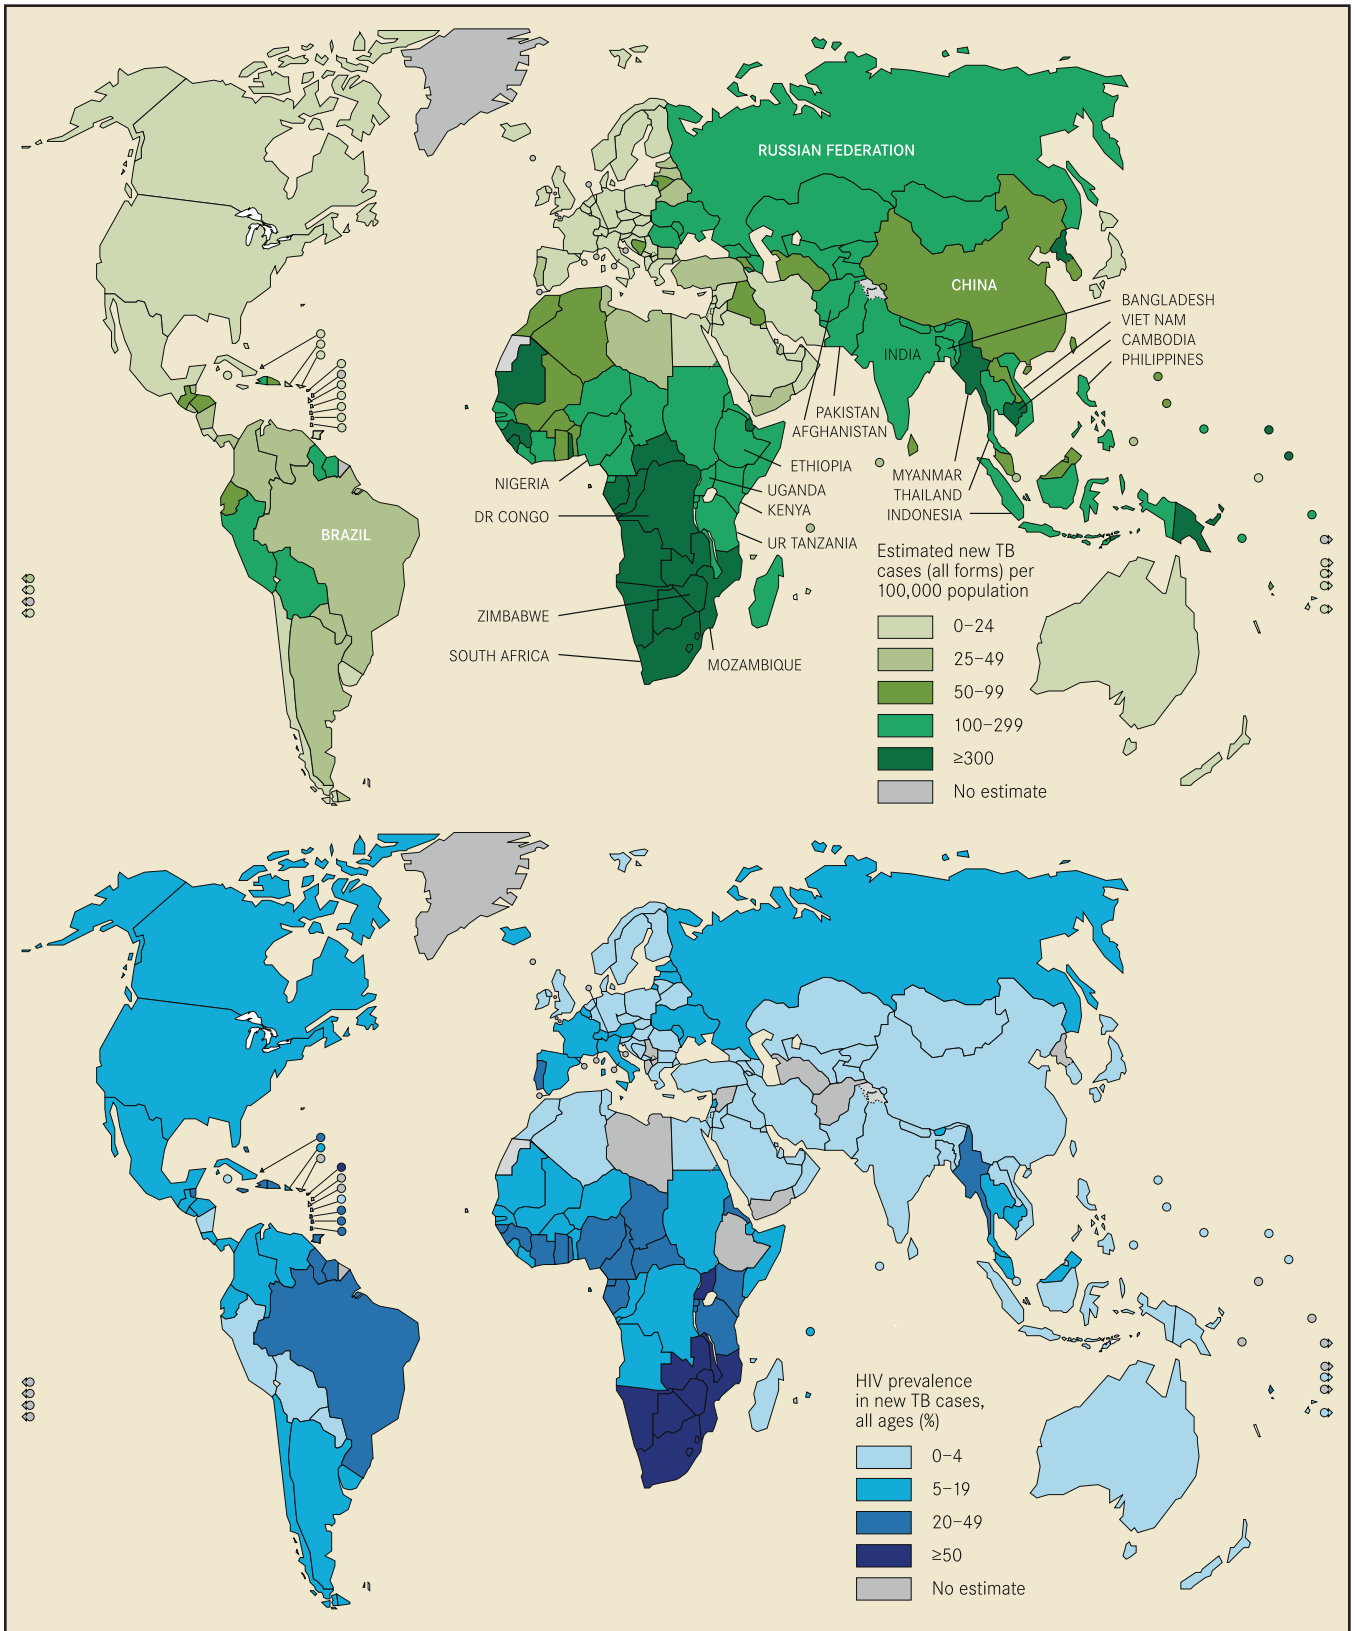 RUSSIAN FEDERATION
CHINA
BANGLADESH
VIET NAM
CAMBODIA
PHILIPPINES
INDIA
PAKISTAN
AFGHANISTAN
ETHIOPIA
UGANDA
KENYA
UR TANZANIA
MYANMAR
THAILAND
INDONESIA
NIGERIA
DR CONGO
BRAZIL
ZIMBABWE
SOUTH AFRICA
MOZAMBIQUE
Estimated new TB
cases (all forms) per
100,000 population
0–24
25–49
50–99
100–299
≥300
No estimate
HIV prevalence
in new TB cases,
all ages (%)
0–4
5–19
20–49
≥50
No estimate